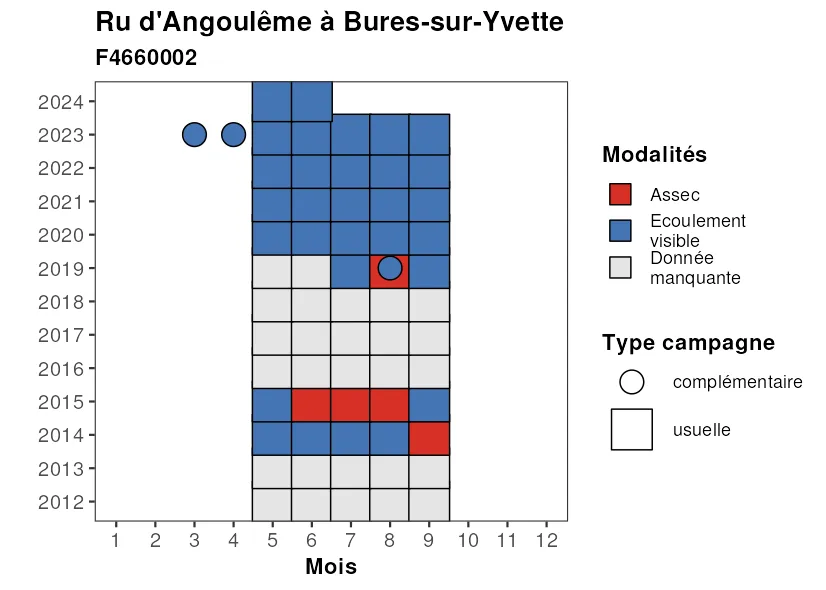 Ru d'Angoulême à Bures-sur-Yvette
F4660002
2024
2023
2022
2021
2020
2019
2018
2017
2016
2015
2014
2013
2012
1 2 3 4 5 6 7 8 9 10 11 12
Mois
Modalités
Assec
Ecoulement
visible
Donnée
manquante
Type campagne
complémentaire
usuelle